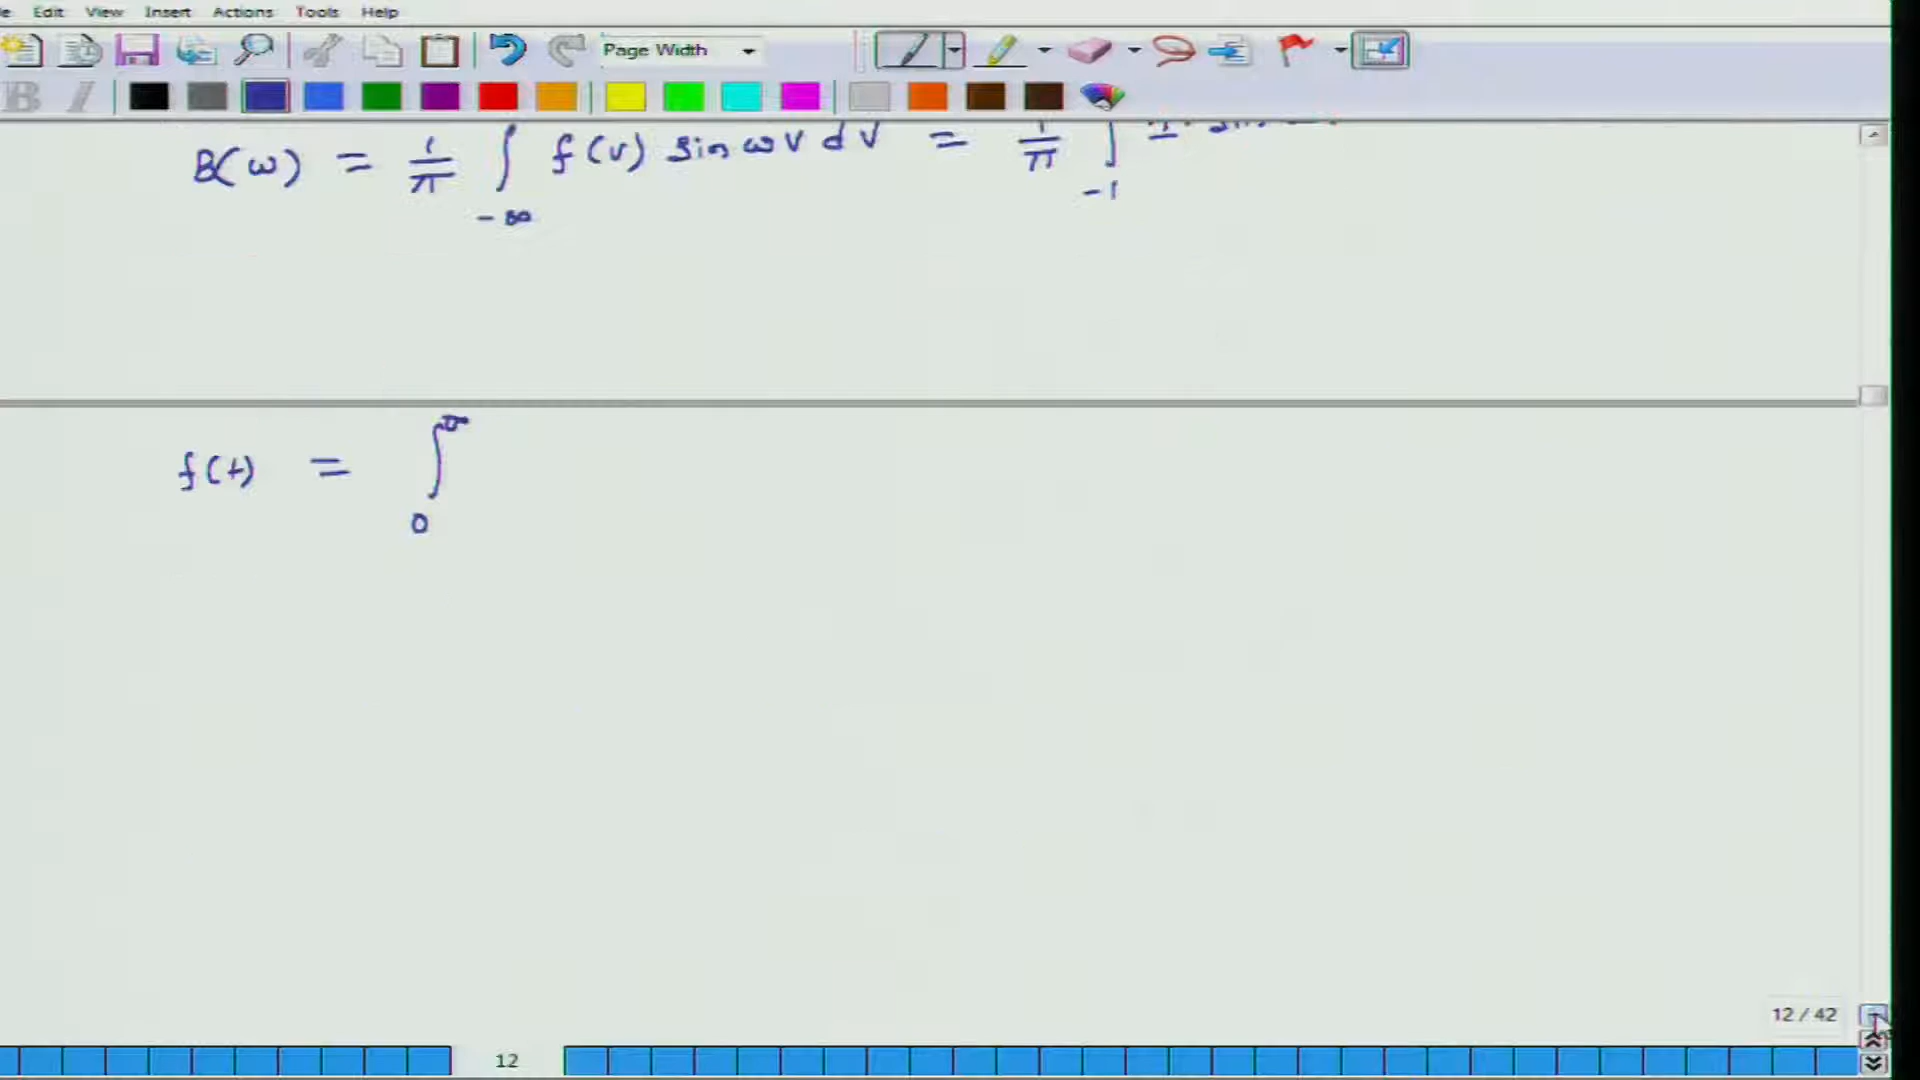 Edit View Insert Actions Tools Help
Page Width
B(ω) = 1/π ∫ f(v) sin ωv dv = 1/π ∫
-∞ -1
f(t) = ∫
∞
0
12 / 42
12